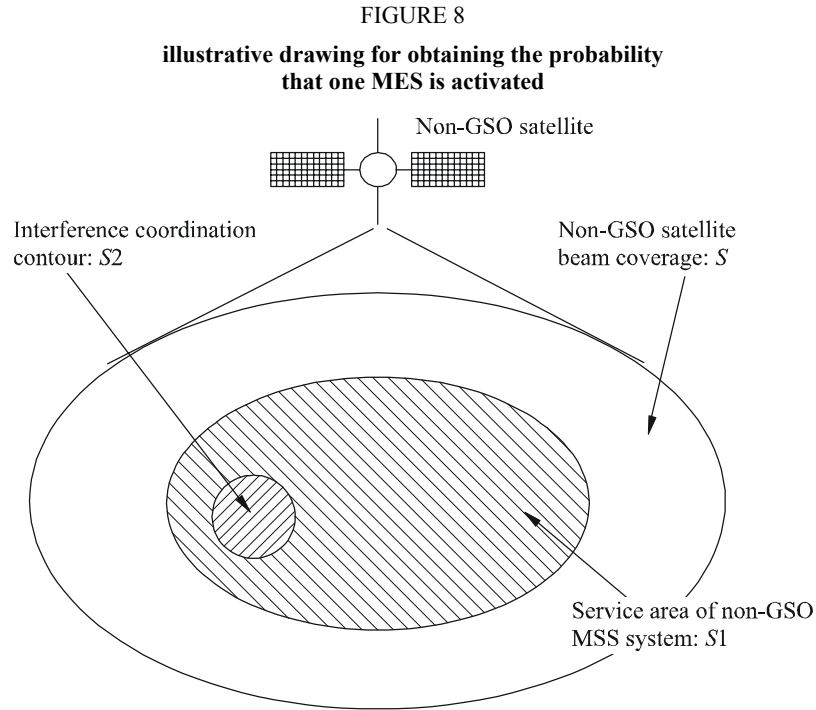 FIGURE 8
illustrative drawing for obtaining the probability
that one MES is activated
Non-GSO satellite
Interference coordination
contour: S2
Non-GSO satellite
beam coverage: S
Service area of non-GSO
MSS system: S1